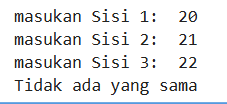 masukan Sisi 1:  20
masukan Sisi 2:  21
masukan Sisi 3:  22
Tidak ada yang sama